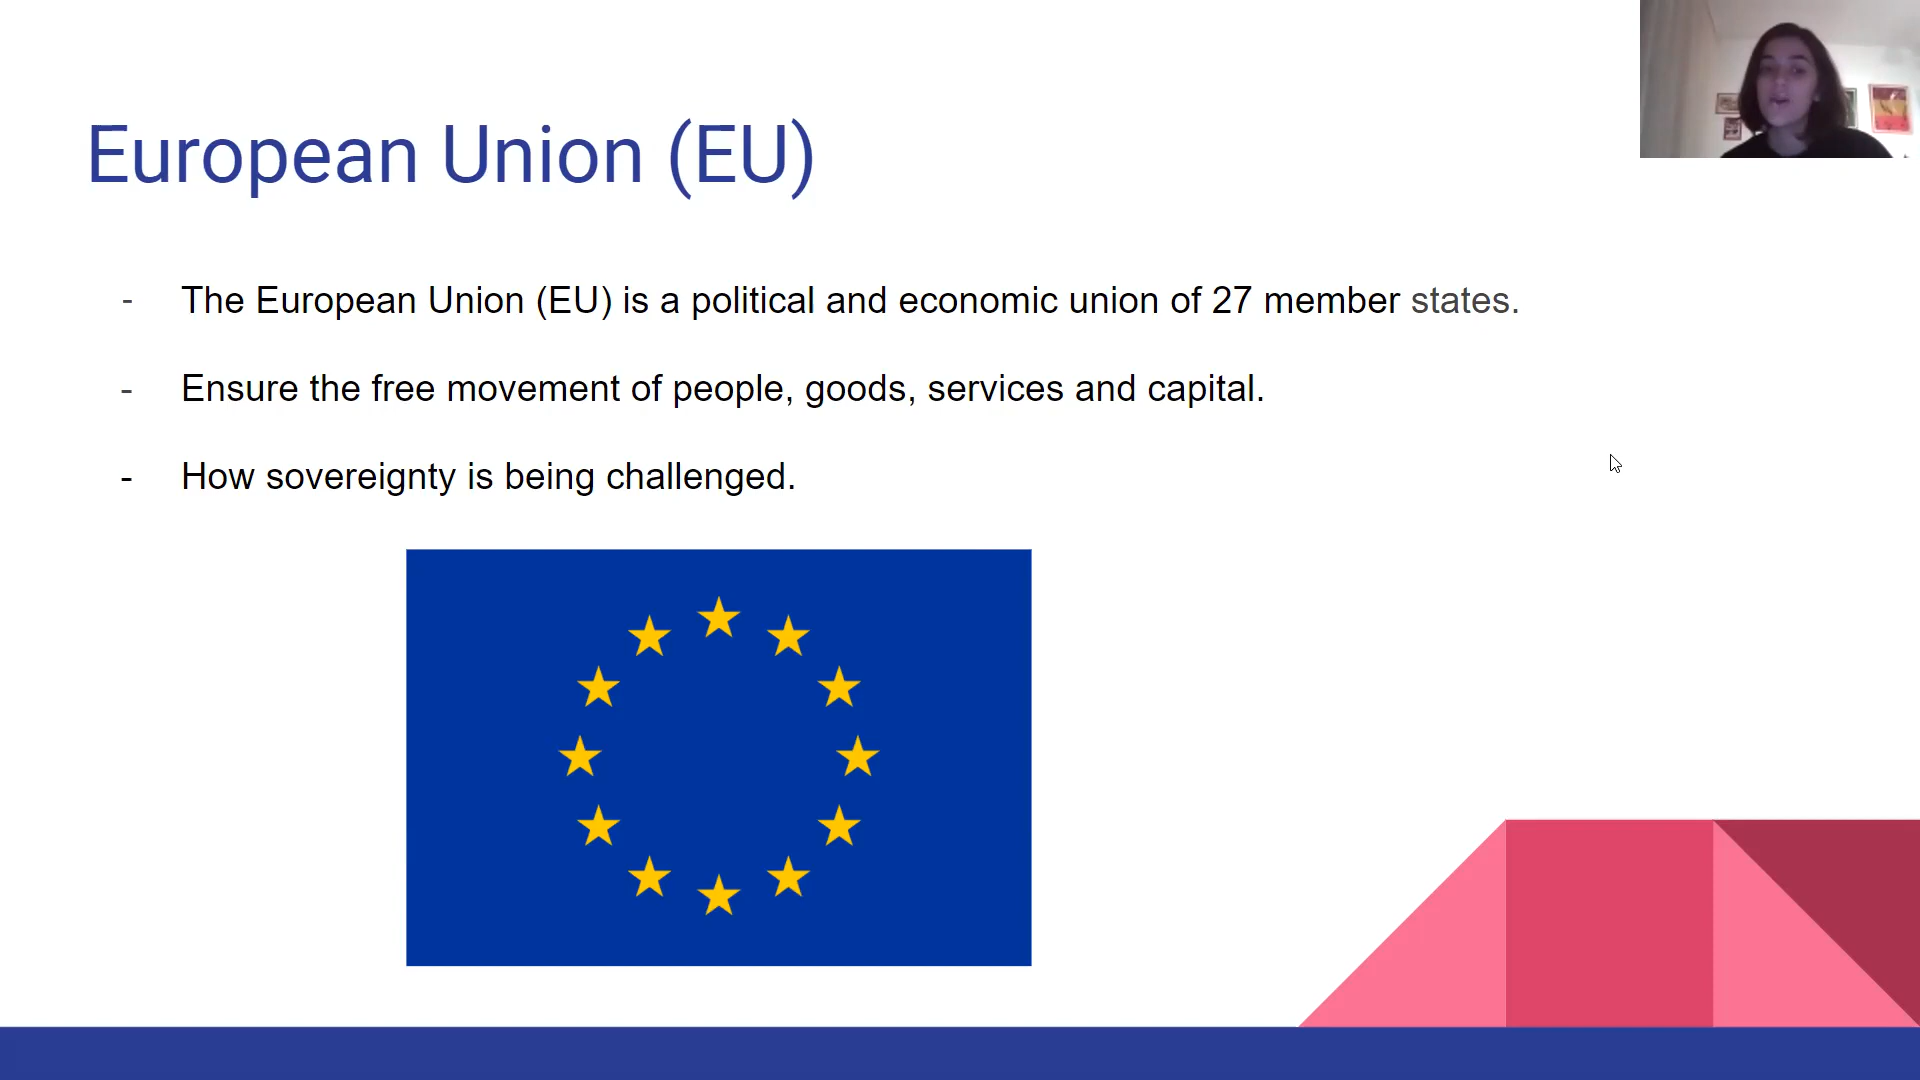 European Union (EU)
- The European Union (EU) is a political and economic union of 27 member states.
- Ensure the free movement of people, goods, services and capital.
- How sovereignty is being challenged.